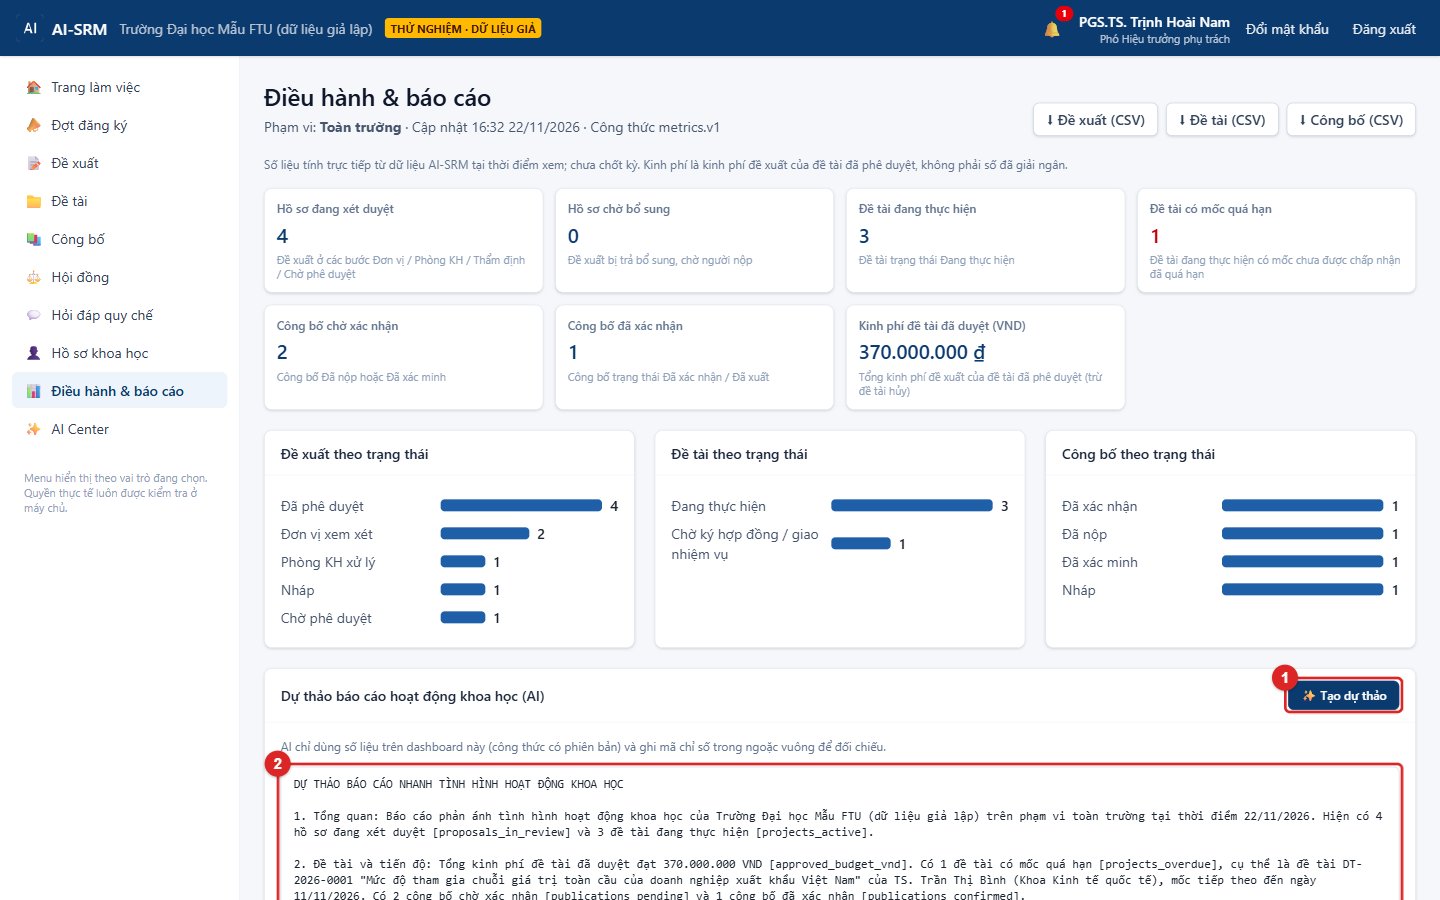 AI AI-SRM Trường Đại học Mẫu FTU (dữ liệu giả lập) THỬ NGHIỆM · DỮ LIỆU GIẢ
1
PGS.TS. Trịnh Hoài Nam
Phó Hiệu trưởng phụ trách
Đổi mật khẩu
Đăng xuất
Trang làm việc
Đợt đăng ký
Đề xuất
Đề tài
Công bố
Hội đồng
Hỏi đáp quy chế
Hồ sơ khoa học
Điều hành & báo cáo
AI Center
Menu hiển thị theo vai trò đang chọn.
Quyền thực tế luôn được kiểm tra ở
máy chủ.
Điều hành & báo cáo
Phạm vi: Toàn trường · Cập nhật 16:32 22/11/2026 · Công thức metrics.v1
⭳ Đề xuất (CSV)
⭳ Đề tài (CSV)
⭳ Công bố (CSV)
Số liệu tính trực tiếp từ dữ liệu AI-SRM tại thời điểm xem; chưa chốt kỳ. Kinh phí là kinh phí đề xuất của đề tài đã phê duyệt, không phải số đã giải ngân.
Hồ sơ đang xét duyệt
4
Đề xuất ở các bước Đơn vị / Phòng KH / Thẩm định
/ Chờ phê duyệt
Hồ sơ chờ bổ sung
0
Đề xuất bị trả bổ sung, chờ người nộp
Đề tài đang thực hiện
3
Đề tài trạng thái Đang thực hiện
Đề tài có mốc quá hạn
1
Đề tài đang thực hiện có mốc chưa được chấp nhận
đã quá hạn
Công bố chờ xác nhận
2
Công bố Đã nộp hoặc Đã xác minh
Công bố đã xác nhận
1
Công bố trạng thái Đã xác nhận / Đã xuất
Kinh phí đề tài đã duyệt (VND)
370.000.000 ₫
Tổng kinh phí đề xuất của đề tài đã phê duyệt (trừ
đề tài hủy)
Đề xuất theo trạng thái
Đã phê duyệt 4
Đơn vị xem xét 2
Phòng KH xử lý 1
Nháp 1
Chờ phê duyệt 1
Đề tài theo trạng thái
Đang thực hiện 3
Chờ ký hợp đồng / giao
nhiệm vụ 1
Công bố theo trạng thái
Đã xác nhận 1
Đã nộp 1
Đã xác minh 1
Nháp 1
Dự thảo báo cáo hoạt động khoa học (AI)
1
✨ Tạo dự thảo
AI chỉ dùng số liệu trên dashboard này (công thức có phiên bản) và ghi mã chỉ số trong ngoặc vuông để đối chiếu.
2
DỰ THẢO BÁO CÁO NHANH TÌNH HÌNH HOẠT ĐỘNG KHOA HỌC
1. Tổng quan: Báo cáo phản ánh tình hình hoạt động khoa học của Trường Đại học Mẫu FTU (dữ liệu giả lập) trên phạm vi toàn trường tại thời điểm 22/11/2026. Hiện có 4
hồ sơ đang xét duyệt [proposals_in_review] và 3 đề tài đang thực hiện [projects_active].
2. Đề tài và tiến độ: Tổng kinh phí đề tài đã duyệt đạt 370.000.000 VND [approved_budget_vnd]. Có 1 đề tài có mốc quá hạn [projects_overdue], cụ thể là đề tài DT-
2026-0001 "Mức độ tham gia chuỗi giá trị toàn cầu của doanh nghiệp xuất khẩu Việt Nam" của TS. Trần Thị Bình (Khoa Kinh tế quốc tế), mốc tiếp theo đến ngày
11/11/2026. Có 2 công bố chờ xác nhận [publications_pending] và 1 công bố đã xác nhận [publications_confirmed].